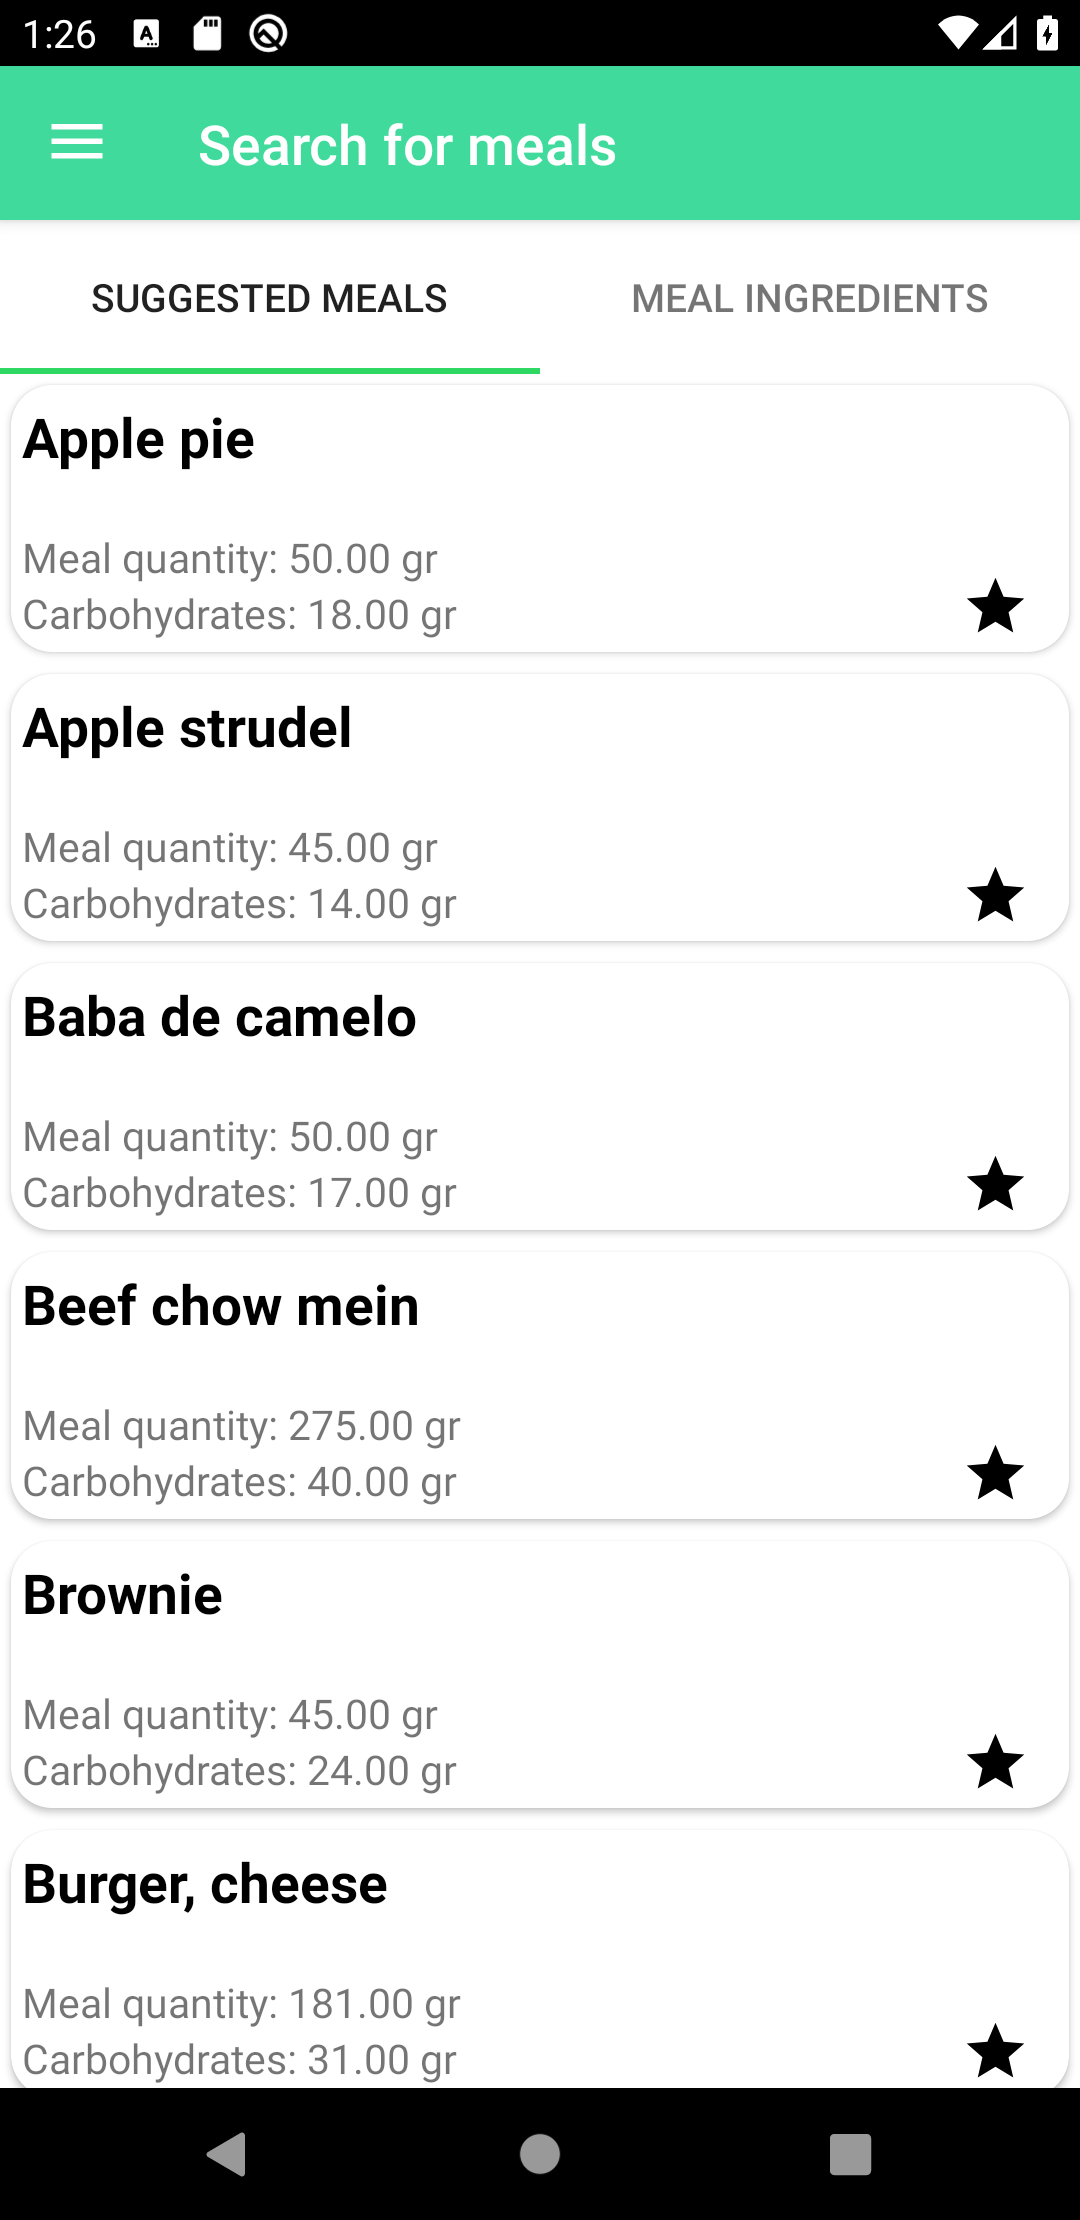 1:26
Search for meals
SUGGESTED MEALS
MEAL INGREDIENTS
Apple pie
Meal quantity: 50.00 gr
Carbohydrates: 18.00 gr
Apple strudel
Meal quantity: 45.00 gr
Carbohydrates: 14.00 gr
Baba de camelo
Meal quantity: 50.00 gr
Carbohydrates: 17.00 gr
Beef chow mein
Meal quantity: 275.00 gr
Carbohydrates: 40.00 gr
Brownie
Meal quantity: 45.00 gr
Carbohydrates: 24.00 gr
Burger, cheese
Meal quantity: 181.00 gr
Carbohydrates: 31.00 gr